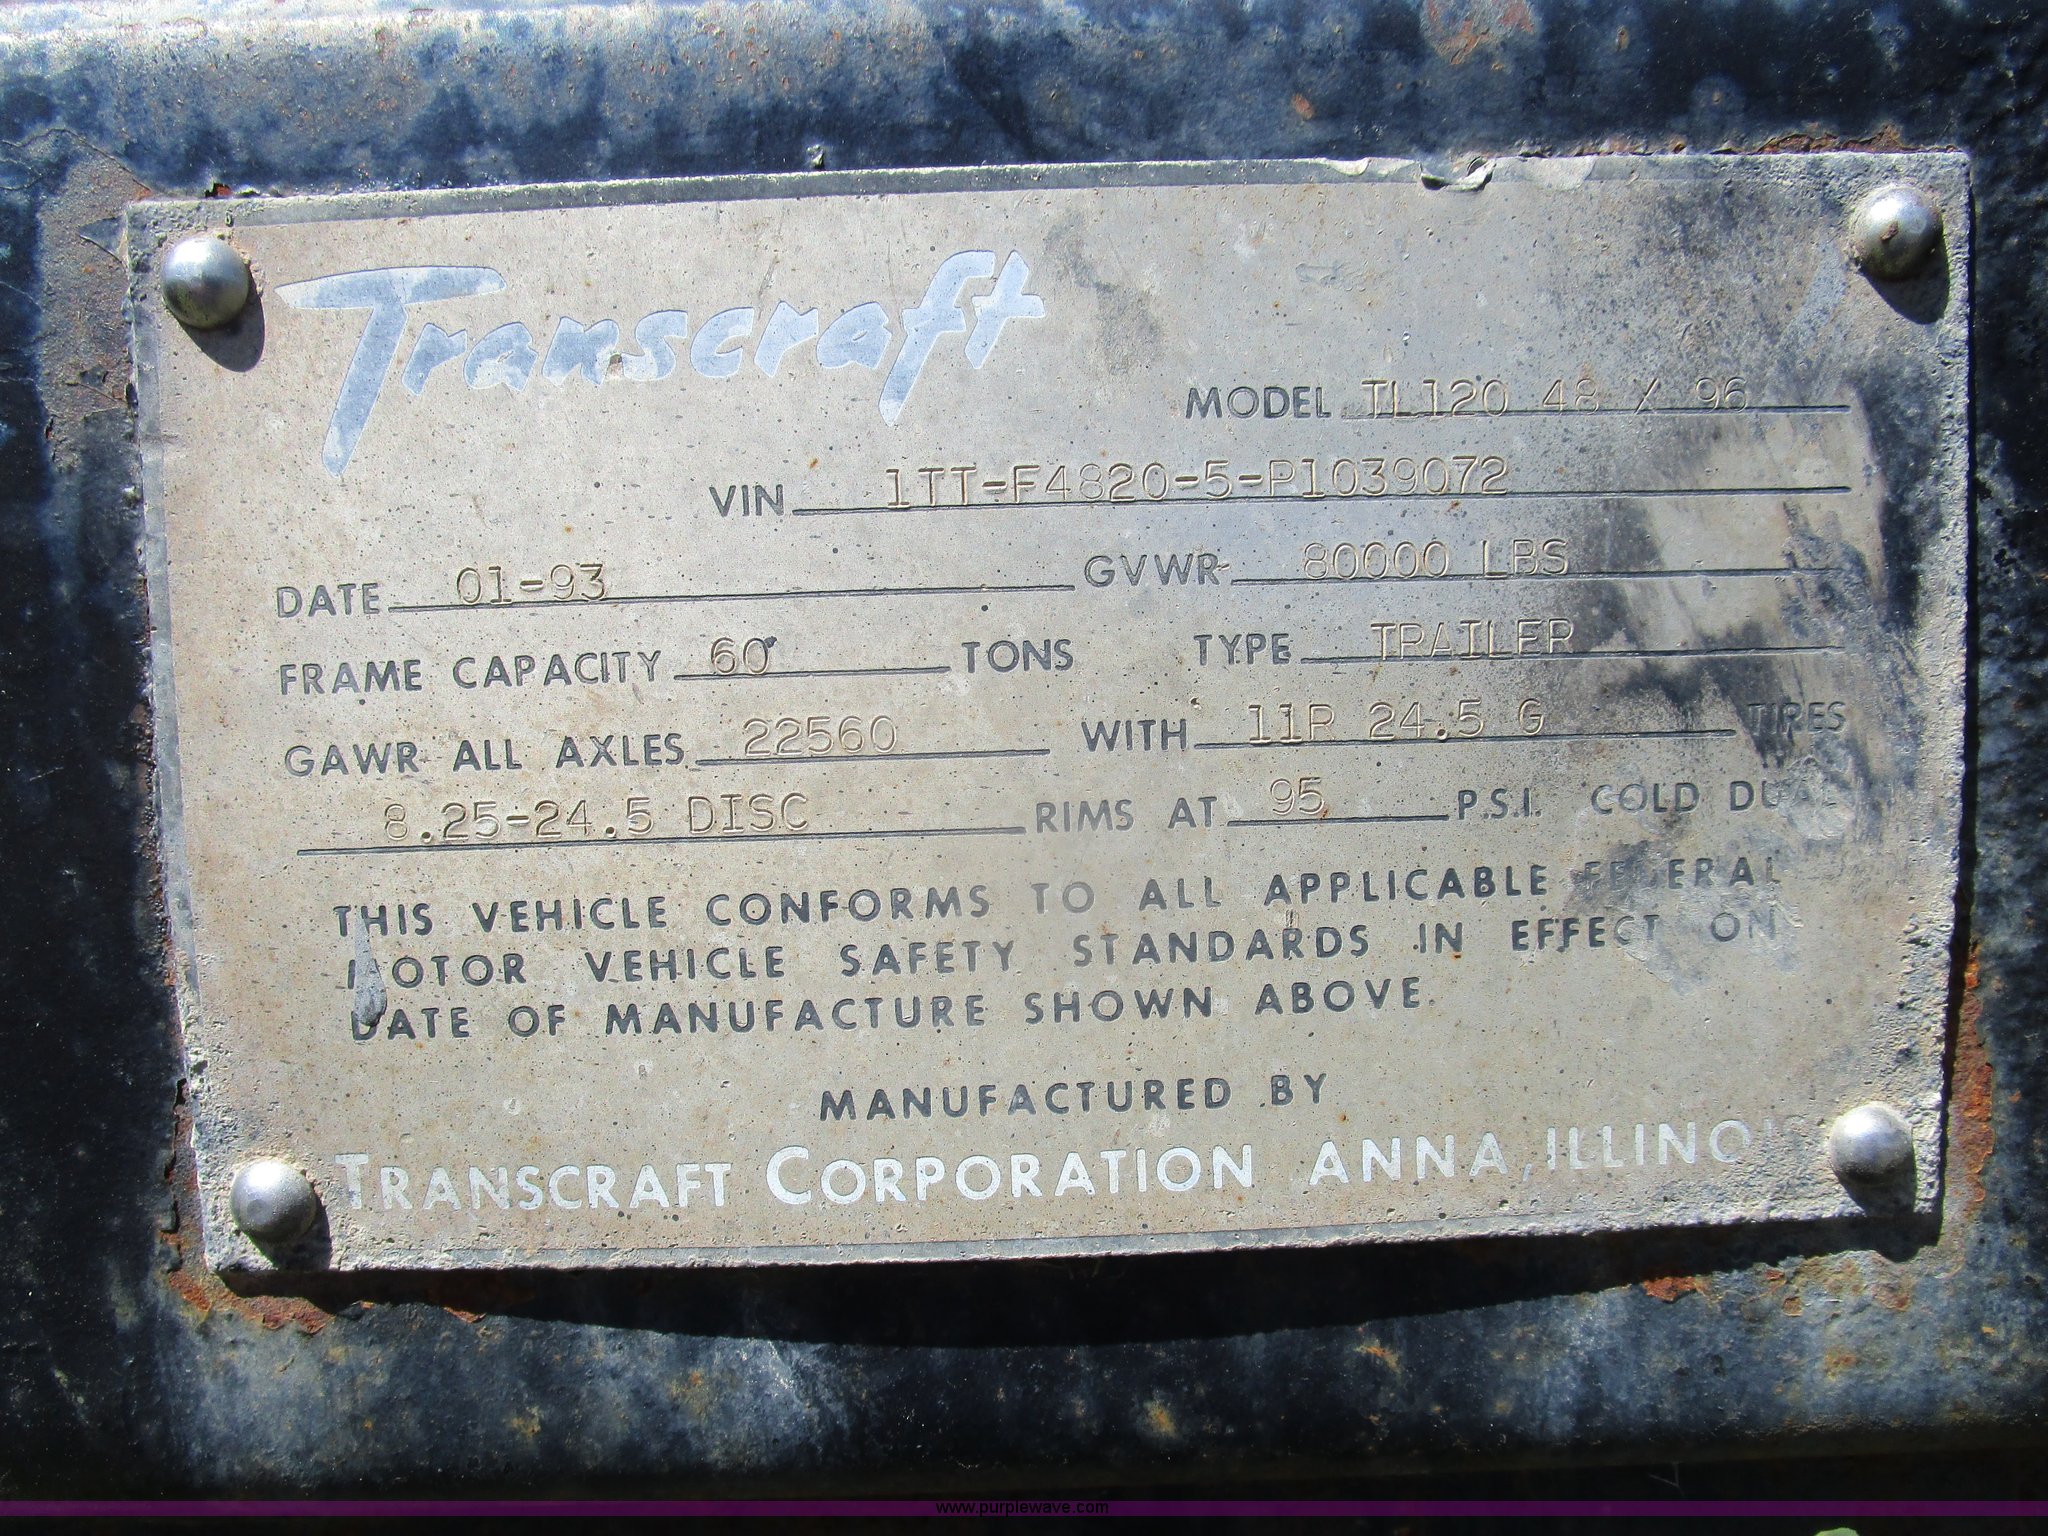 Transcraft
MODEL TL120 48 X 96
VIN 1TT-F4820-5-P1039072
DATE 01-93 GVWR 80000 LBS
FRAME CAPACITY 60 TONS TYPE TRAILER
GAWR ALL AXLES 22560 WITH 11R 24.5 G TIRES
8.25-24.5 DISC RIMS AT 95 P.S.I. COLD DUAL
THIS VEHICLE CONFORMS TO ALL APPLICABLE FEDERAL
MOTOR VEHICLE SAFETY STANDARDS IN EFFECT ON
DATE OF MANUFACTURE SHOWN ABOVE.
MANUFACTURED BY
TRANSCRAFT CORPORATION ANNA, ILLINOIS
www.purplewave.com